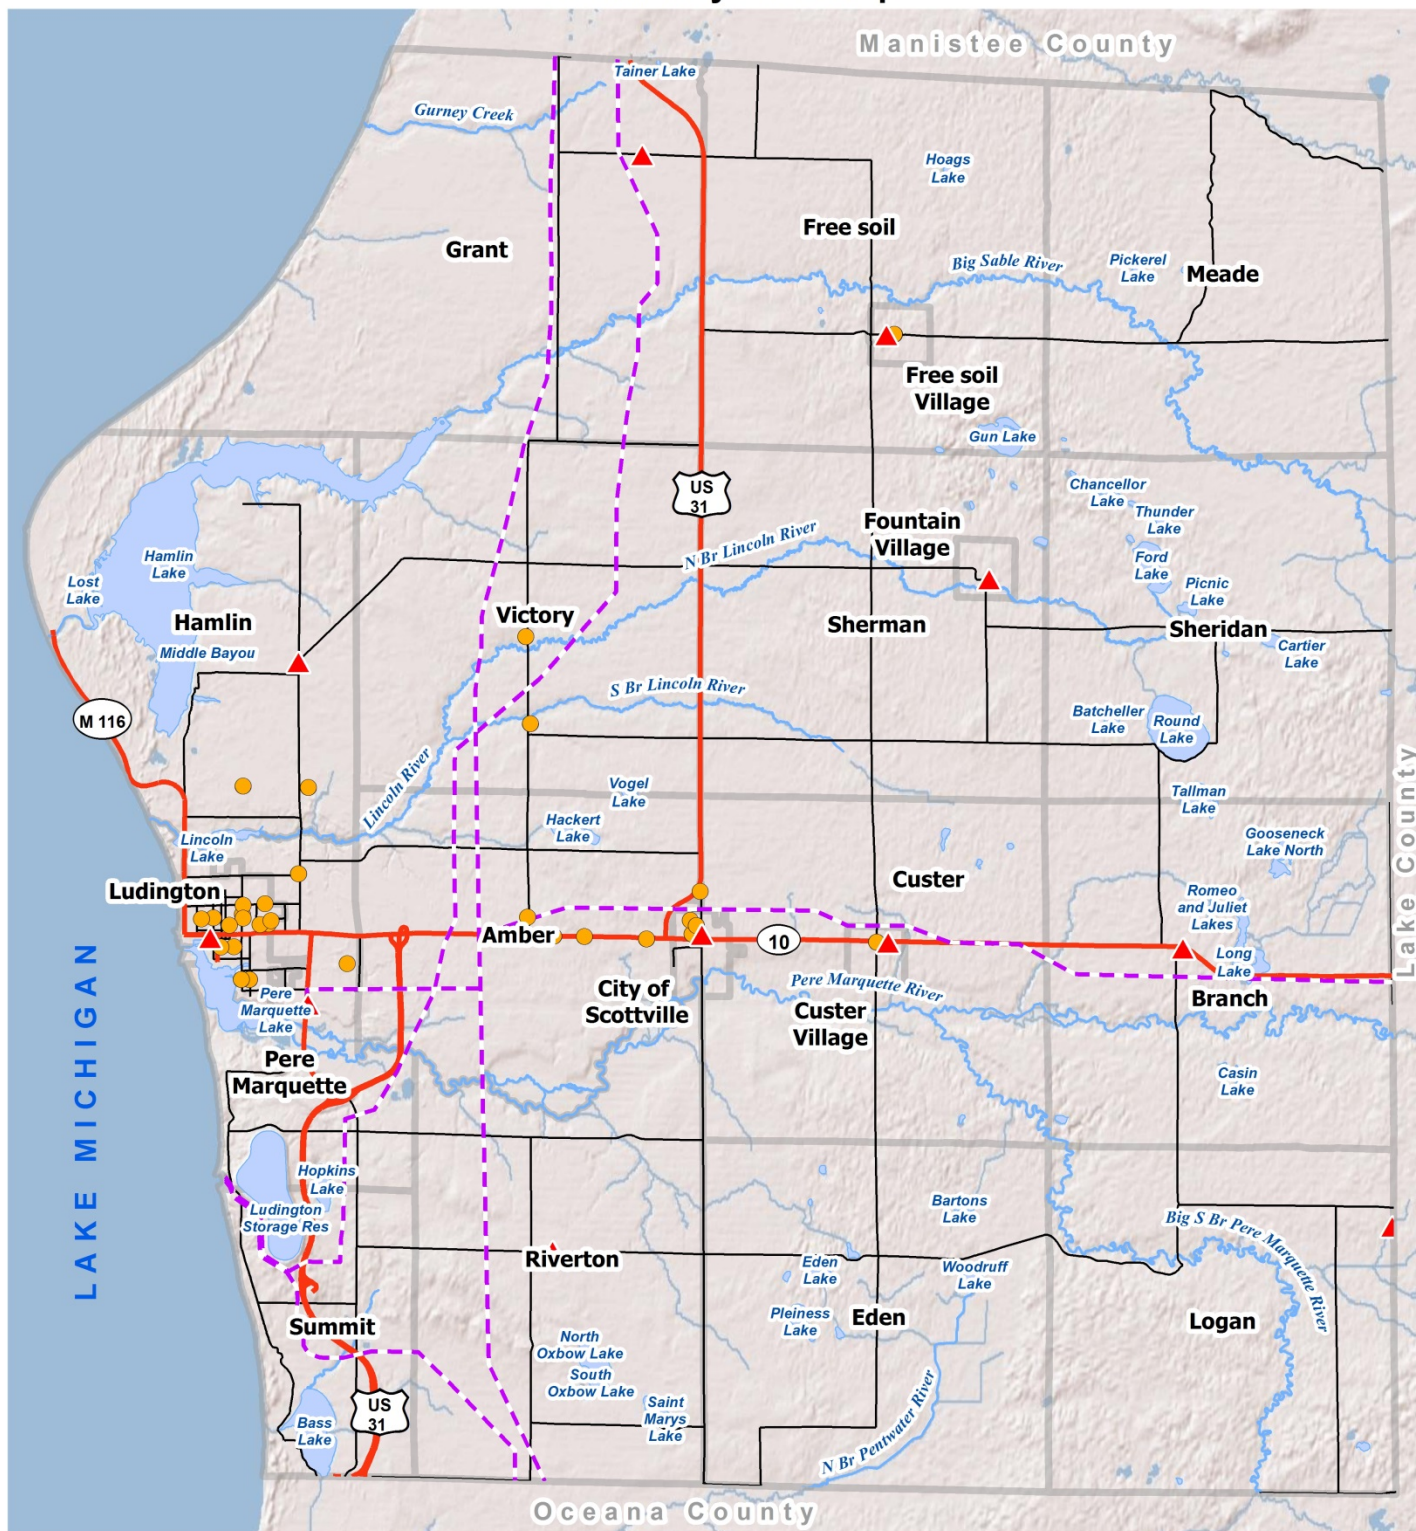 Manistee County
Tainer Lake
Gurney Creek
Hoags
Lake
Free soil
Grant
Big Sable River
Pickerel
Lake
Meade
Free soil
Village
Gun Lake
US
31
Chancellor
Lake
Thunder
Lake
Fountain
Village
N Br Lincoln River
Ford
Lake
Hamlin
Lake
Lost
Lake
Picnic
Lake
Victory
Hamlin
Sherman
Sheridan
Middle Bayou
Cartier
Lake
S Br Lincoln River
M 116
Batcheller
Lake
Round
Lake
Lincoln River
Vogel
Lake
Tallman
Lake
Hackert
Lake
Lincoln
Lake
Gooseneck
Lake North
Lake County
Ludington
Custer
Romeo
and Juliet
Lakes
Amber
10
Long
Lake
LAKE MICHIGAN
City of
Scottville
Pere Marquette River
Branch
Pere
Marquette
Lake
Custer
Village
Pere
Marquette
Casin
Lake
Hopkins
Lake
Ludington
Storage Res
Bartons
Lake
Big S Br Pere Marquette River
Riverton
Eden
Lake
Woodruff
Lake
Summit
Pleiness
Lake
Eden
Logan
North
Oxbow Lake
South
Oxbow Lake
US
31
Saint
Marys
Lake
Bass
Lake
N Br Pentwater River
Oceana County